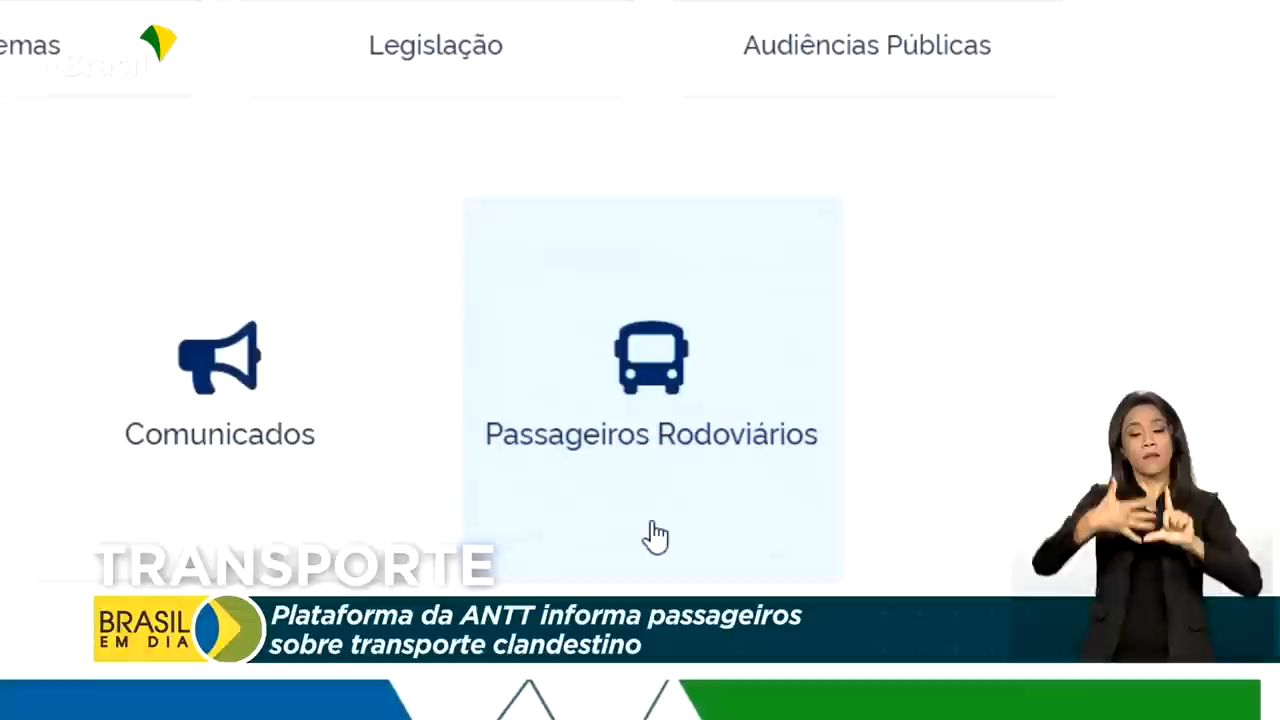 emas
Legislação
Audiências Públicas
Comunicados
Passageiros Rodoviários
TRANSPORTE
BRASIL
EM DIA
Plataforma da ANTT informa passageiros
sobre transporte clandestino